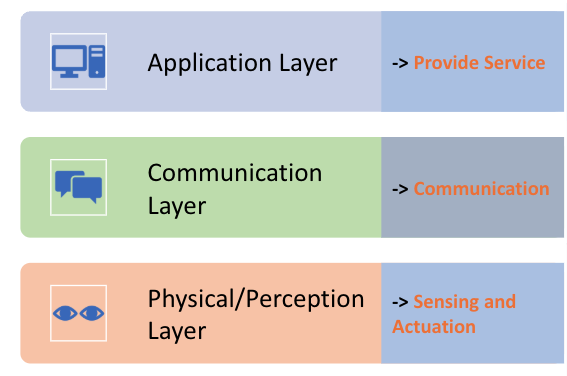 Application Layer
-> Provide Service
Communication
Layer
-> Communication
Physical/Perception
Layer
-> Sensing and
Actuation